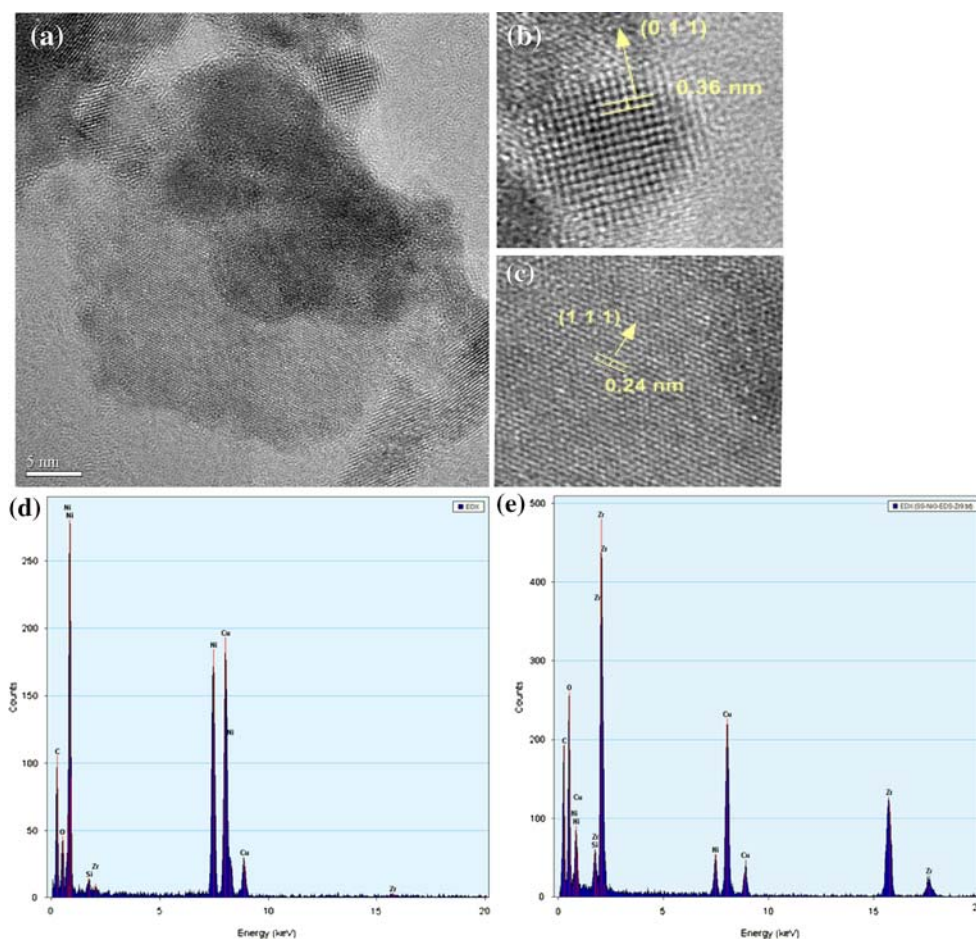 (a)
5 nm
(b)
(0 1 1)
0.36 nm
(c)
(1 1 1)
0.24 nm
(d)
EDX
Ni
Ni
Cu
Ni
Ni
C
O
Cu
Zr
Si
Zr
250
200
150
100
50
0
0 5 10 15 20
Counts
Energy (keV)
(e)
Zr
Zr
Zr
O
C
Cu
Cu
Ni
Ni
Zr
Si
Ni
Cu
Zr
Zr
500
400
300
200
100
0
0 5 10 15
Counts
Energy (keV)